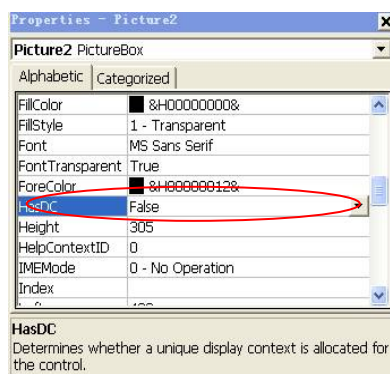 Properties - Picture2
Picture2 PictureBox
Alphabetic Categorized
FillColor &H00000000&
FillStyle 1 - Transparent
Font MS Sans Serif
FontTransparent True
ForeColor &H00000012&
HasDC False
Height 305
HelpContextID 0
IMEMode 0 - No Operation
Index
HasDC
Determines whether a unique display context is allocated for
the control.